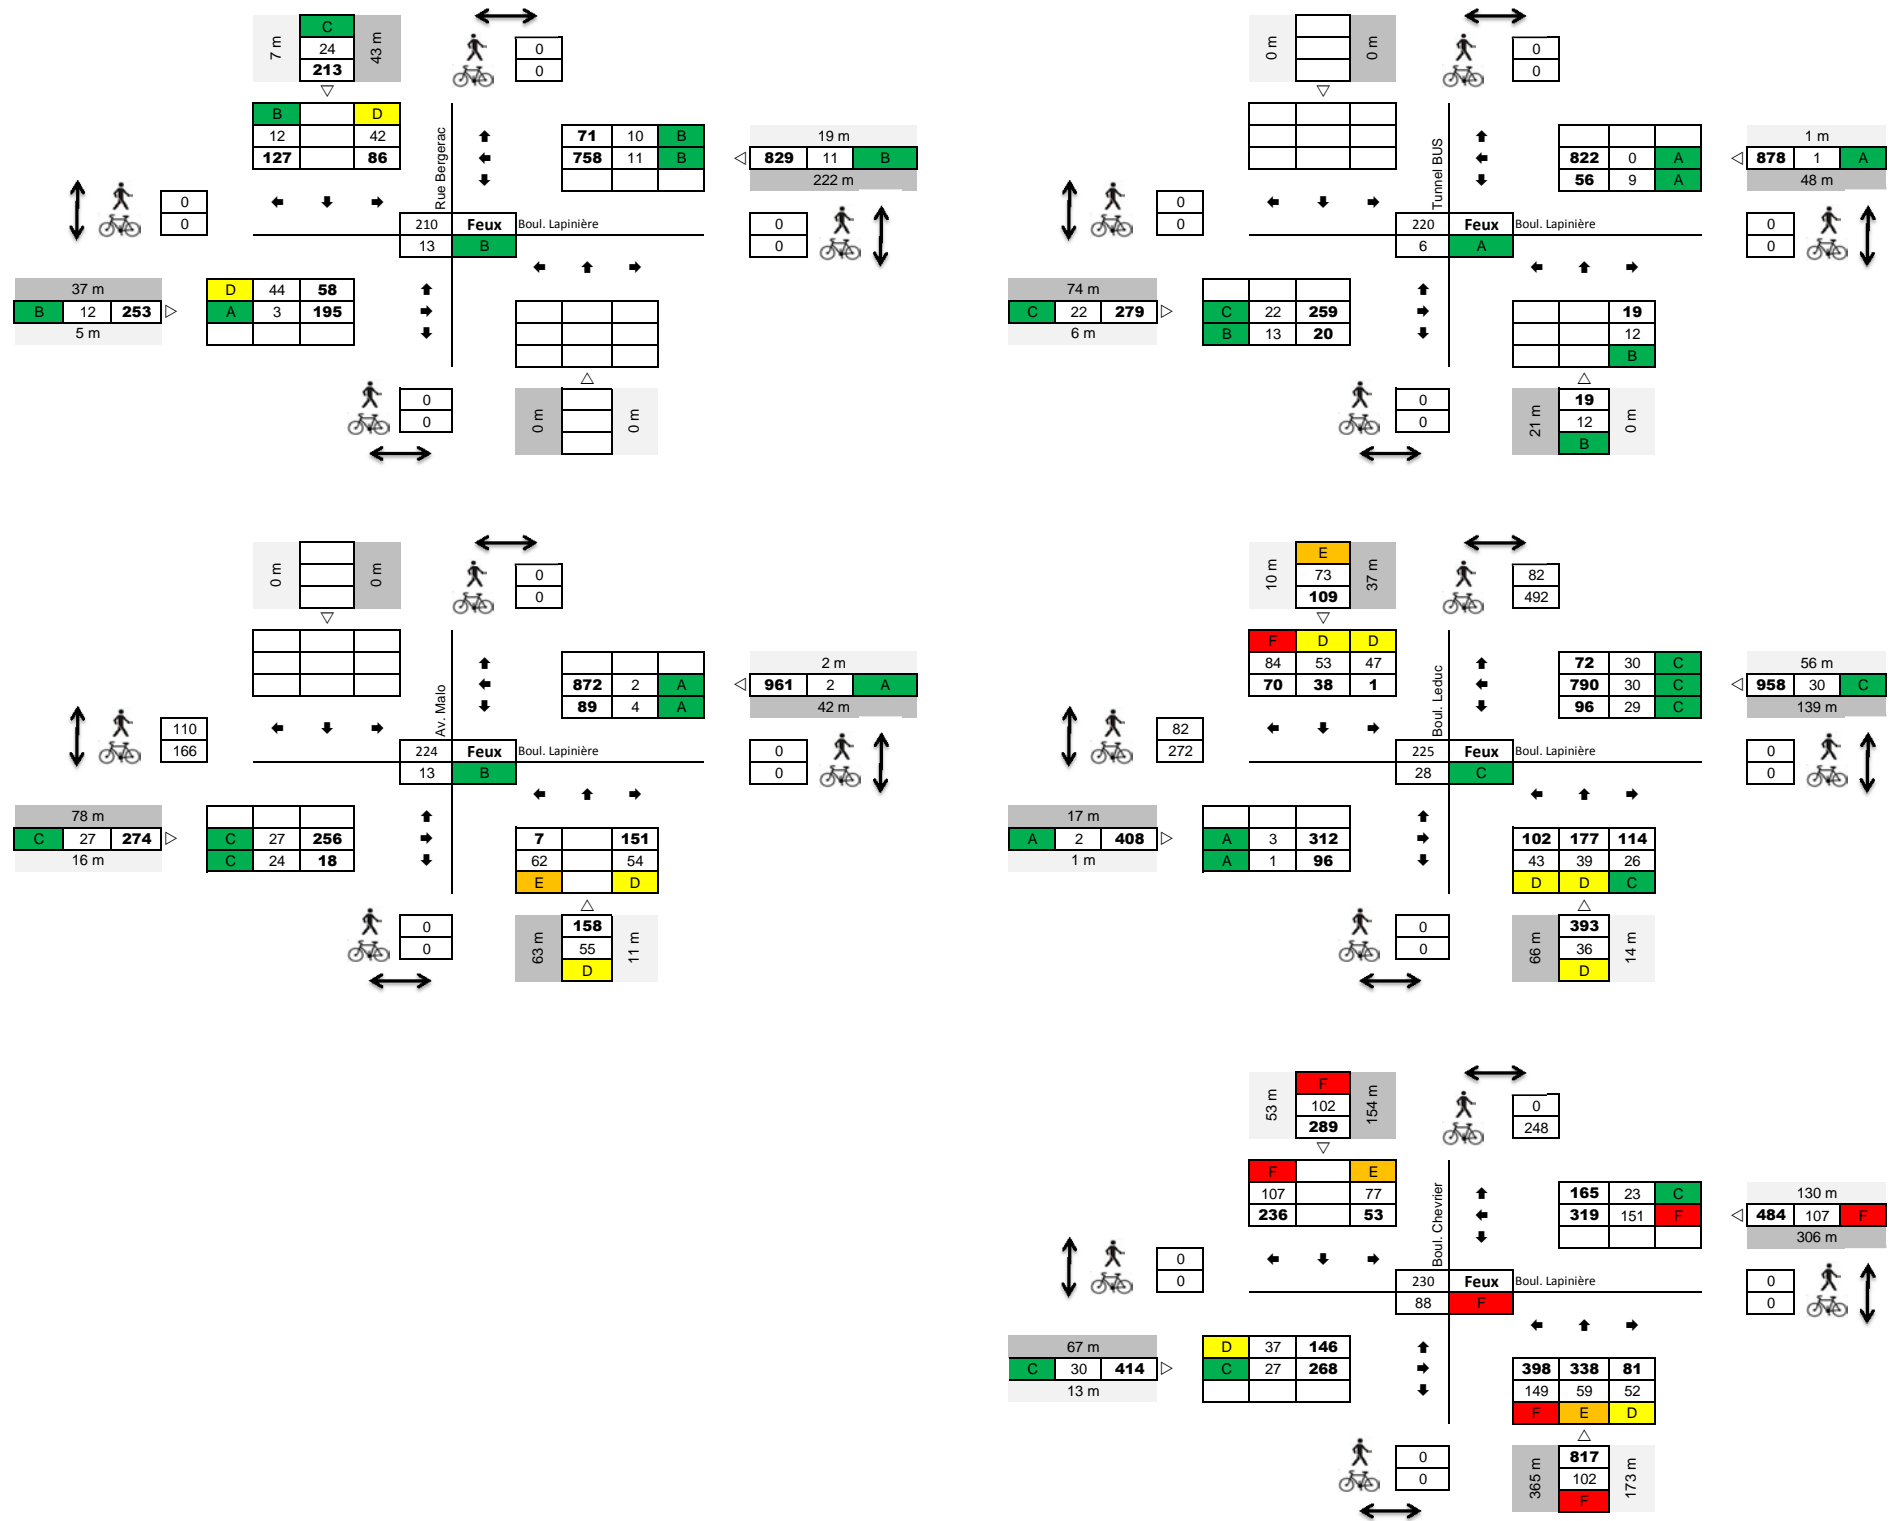 7 m
C
24
213
43 m
0
0
B D
12 42
127 86
Rue Bergerac
71 10 B
758 11 B
19 m
829 11 B
222 m
0
0
210 Feux Boul. Lapinière
13 B
0
0
37 m
B 12 253
5 m
D 44 58
A 3 195
0
0
0 m
0 m
0 m
0 m
0
0
Tunnel BUS
822 0 A
56 9 A
1 m
878 1 A
48 m
0
0
220 Feux Boul. Lapinière
6 A
0
0
74 m
C 22 279
6 m
C 22 259
B 13 20
19
12
B
0
0
21 m
19
12
B
0 m
0 m
0 m
0
0
Av. Malo
872 2 A
89 4 A
2 m
961 2 A
42 m
110
166
224 Feux Boul. Lapinière
13 B
0
0
78 m
C 27 274
16 m
C 27 256
C 24 18
7 151
62 54
E D
0
0
63 m
158
55
D
11 m
10 m
E
73
109
37 m
82
492
F D D
84 53 47
70 38 1
Boul. Leduc
72 30 C
790 30 C
96 29 C
56 m
958 30 C
139 m
82
272
225 Feux Boul. Lapinière
28 C
0
0
17 m
A 2 408
1 m
A 3 312
A 1 96
102 177 114
43 39 26
D D C
0
0
66 m
393
36
D
14 m
53 m
F
102
289
154 m
0
248
F E
107 77
236 53
Boul. Chevrier
165 23 C
319 151 F
130 m
484 107 F
306 m
0
0
230 Feux Boul. Lapinière
88 F
0
0
67 m
C 30 414
13 m
D 37 146
C 27 268
398 338 81
149 59 52
F E D
0
0
365 m
817
102
F
173 m